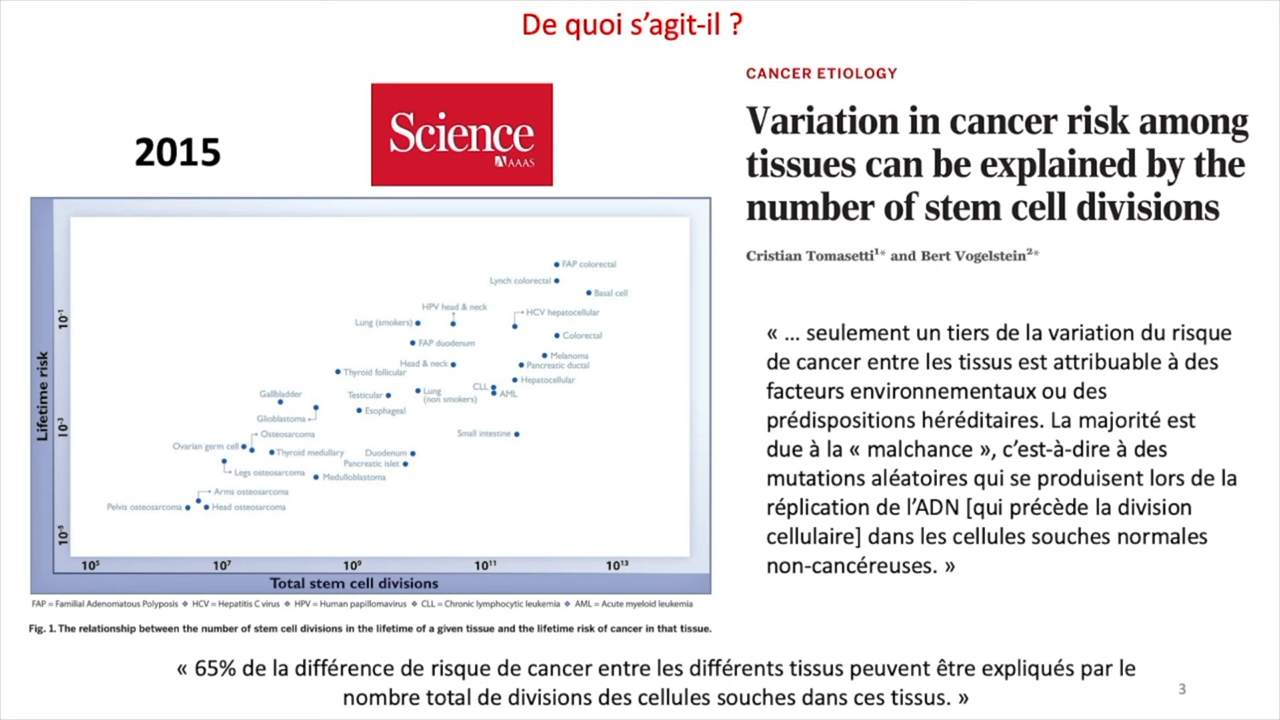 De quoi s'agit-il ?
2015
Science
AAAS
CANCER ETIOLOGY
Variation in cancer risk among
tissues can be explained by the
number of stem cell divisions
Cristian Tomasetti¹* and Bert Vogelstein²*
Lifetime risk
10⁻¹
10⁻³
10⁻⁵
FAP colorectal
Lynch colorectal
Basal cell
HPV head & neck
HCV hepatocellular
Lung (smokers)
Colorectal
FAP duodenum
Melanoma
Head & neck
Pancreatic ductal
Thyroid follicular
Hepatocellular
CLL
AML
Gallbladder
Testicular
Lung
(non smokers)
Esophageal
Glioblastoma
Osteosarcoma
Small intestine
Ovarian germ cell
Thyroid medullary
Duodenum
Pancreatic islet
Legs osteosarcoma
Medulloblastoma
Arms osteosarcoma
Pelvis osteosarcoma
Head osteosarcoma
10⁵ 10⁷ 10⁹ 10¹¹ 10¹³
Total stem cell divisions
FAP = Familial Adenomatous Polyposis ❖ HCV = Hepatitis C virus ❖ HPV = Human papillomavirus ❖ CLL = Chronic lymphocytic leukemia ❖ AML = Acute myeloid leukemia
Fig. 1. The relationship between the number of stem cell divisions in the lifetime of a given tissue and the lifetime risk of cancer in that tissue.
« ... seulement un tiers de la variation du risque
de cancer entre les tissus est attribuable à des
facteurs environnementaux ou des
prédispositions héréditaires. La majorité est
due à la « malchance », c'est-à-dire à des
mutations aléatoires qui se produisent lors de la
réplication de l'ADN [qui précède la division
cellulaire] dans les cellules souches normales
non-cancéreuses. »
« 65% de la différence de risque de cancer entre les différents tissus peuvent être expliqués par le
nombre total de divisions des cellules souches dans ces tissus. »
3